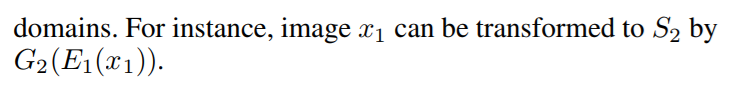 domains. For instance, image x₁ can be transformed to S₂ by
G₂(E₁(x₁)).